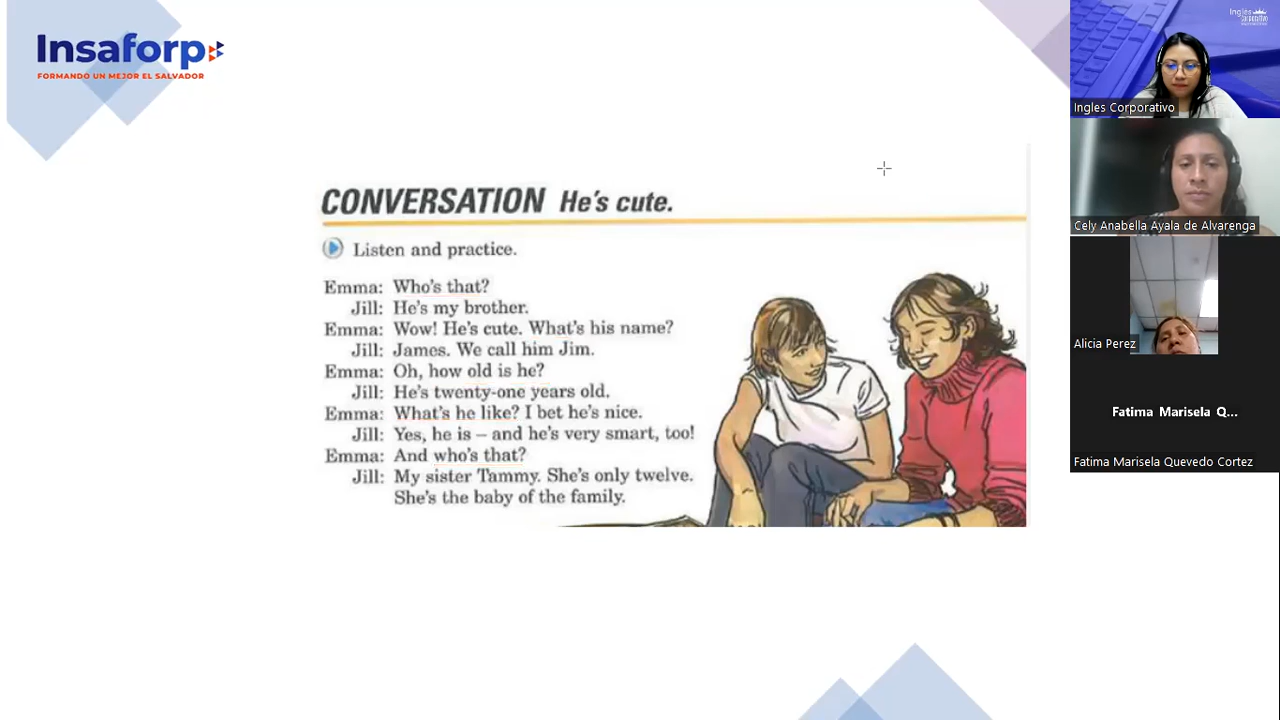 Insaforp
FORMANDO UN MEJOR EL SALVADOR
CONVERSATION He's cute.
Listen and practice.
Emma: Who's that?
Jill: He's my brother.
Emma: Wow! He's cute. What's his name?
Jill: James. We call him Jim.
Emma: Oh, how old is he?
Jill: He's twenty-one years old.
Emma: What's he like? I bet he's nice.
Jill: Yes, he is – and he's very smart, too!
Emma: And who's that?
Jill: My sister Tammy. She's only twelve.
She's the baby of the family.
Ingles
CORPORATIVO
Ingles Corporativo
Cely Anabella Ayala de Alvarenga
Alicia Perez
Fatima Marisela Q...
Fatima Marisela Quevedo Cortez